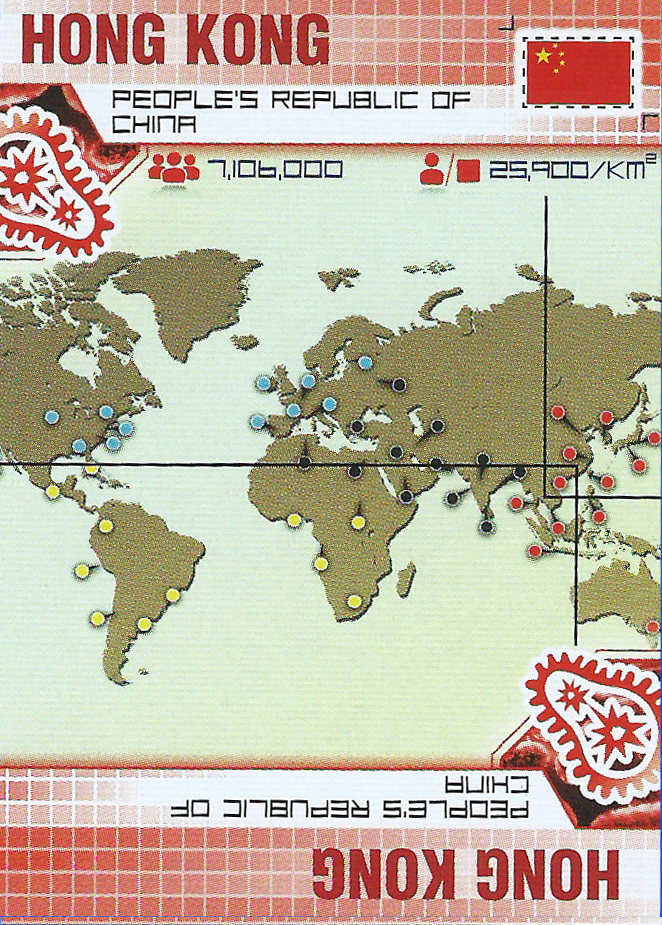 HONG KONG
PEOPLE'S REPUBLIC OF
CHINA
7,106,000
25,900/KM²
PEOPLE'S REPUBLIC OF
CHINA
HONG KONG